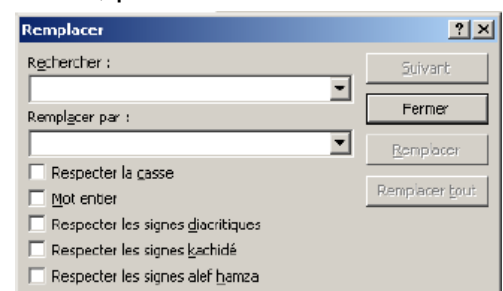 Remplacer
Rechercher :
Suivant
Fermer
Remplacer par :
Remplacer
Respecter la casse
Mot entier
Remplacer tout
Respecter les signes diacritiques
Respecter les signes kachidé
Respecter les signes alef hamza